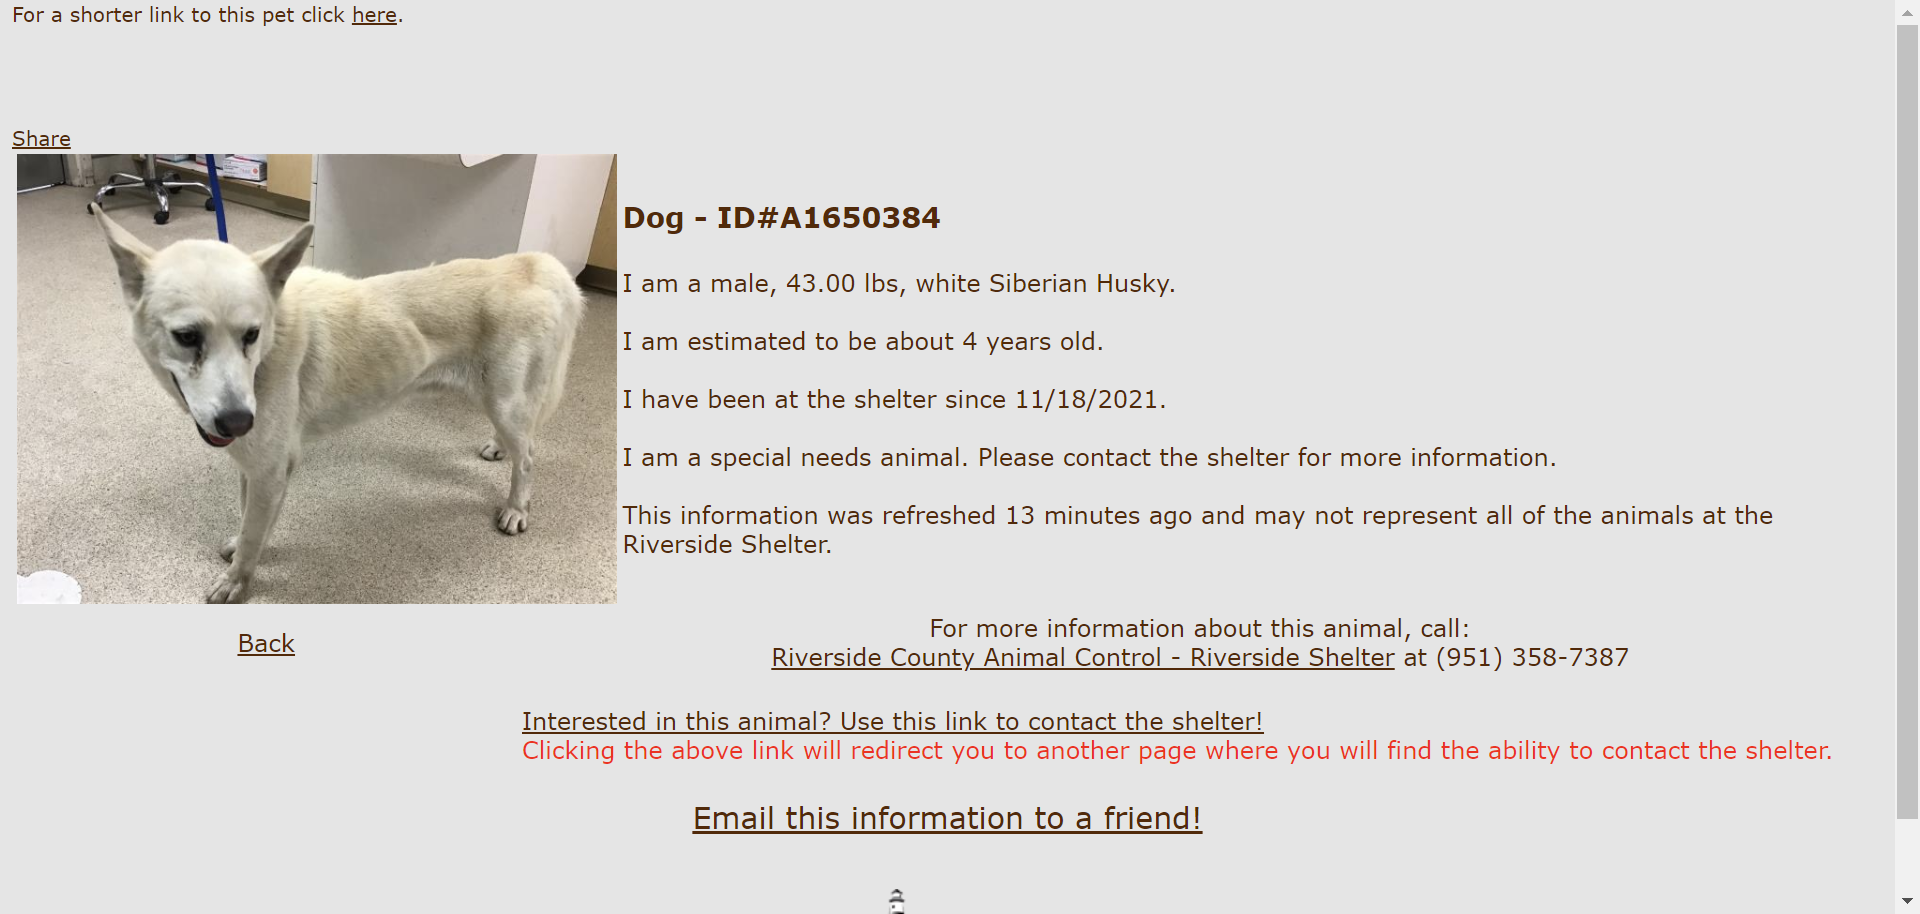 For a shorter link to this pet click here.
Share
Dog - ID#A1650384
I am a male, 43.00 lbs, white Siberian Husky.
I am estimated to be about 4 years old.
I have been at the shelter since 11/18/2021.
I am a special needs animal. Please contact the shelter for more information.
This information was refreshed 13 minutes ago and may not represent all of the animals at the
Riverside Shelter.
Back
For more information about this animal, call:
Riverside County Animal Control - Riverside Shelter at (951) 358-7387
Interested in this animal? Use this link to contact the shelter!
Clicking the above link will redirect you to another page where you will find the ability to contact the shelter.
Email this information to a friend!